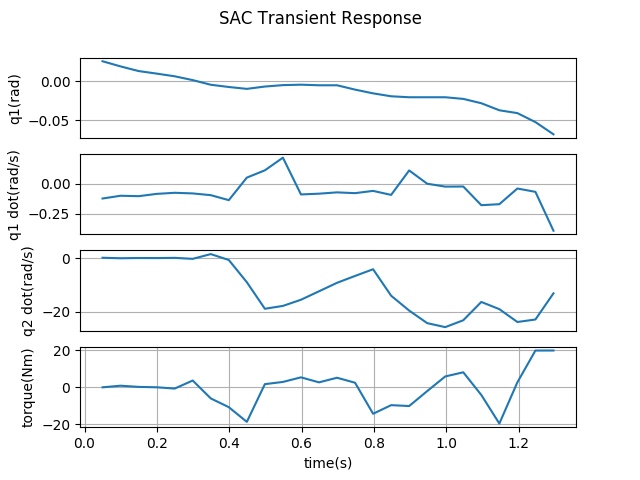 SAC Transient Response
q1(rad)
0.00
−0.05
q1 dot(rad/s)
0.00
−0.25
q2 dot(rad/s)
0
−20
torque(Nm)
20
0
−20
0.0 0.2 0.4 0.6 0.8 1.0 1.2
time(s)